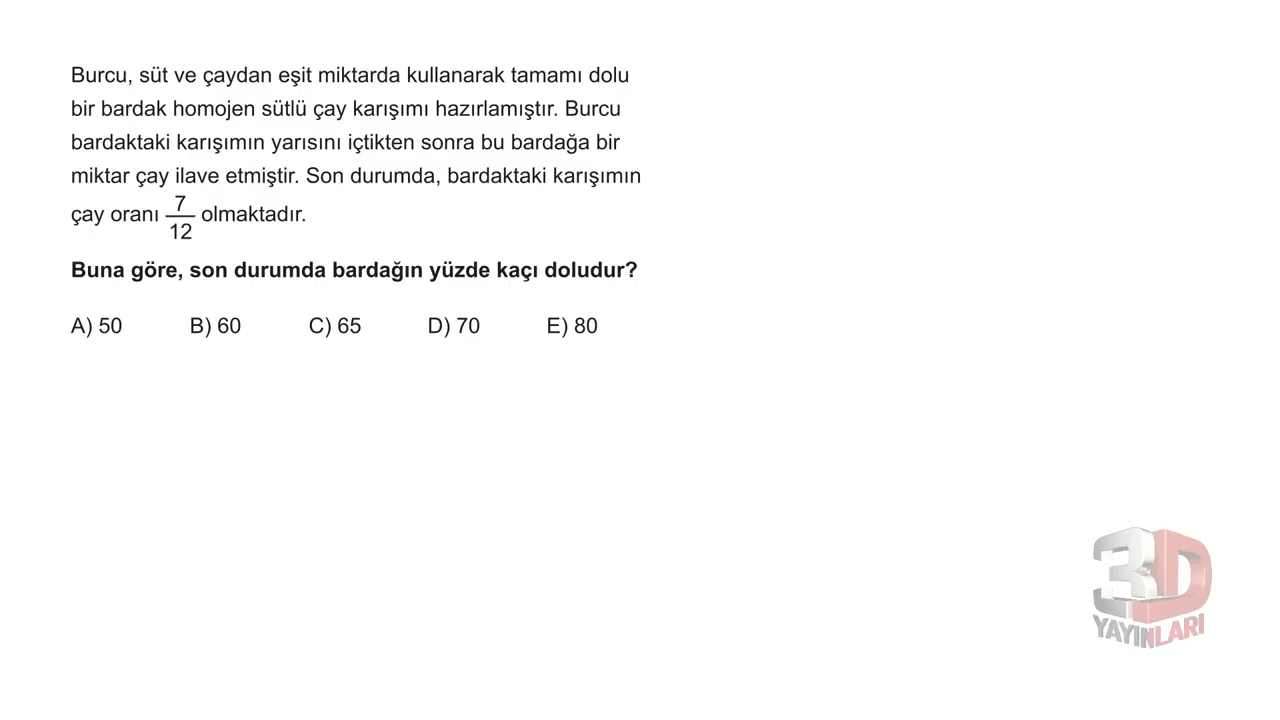 Burcu, süt ve çaydan eşit miktarda kullanarak tamamı dolu
bir bardak homojen sütlü çay karışımı hazırlamıştır. Burcu
bardaktaki karışımın yarısını içtikten sonra bu bardağa bir
miktar çay ilave etmiştir. Son durumda, bardaktaki karışımın
çay oranı 7/12 olmaktadır.
Buna göre, son durumda bardağın yüzde kaçı doludur?
A) 50 B) 60 C) 65 D) 70 E) 80
3D
YAYINLARI